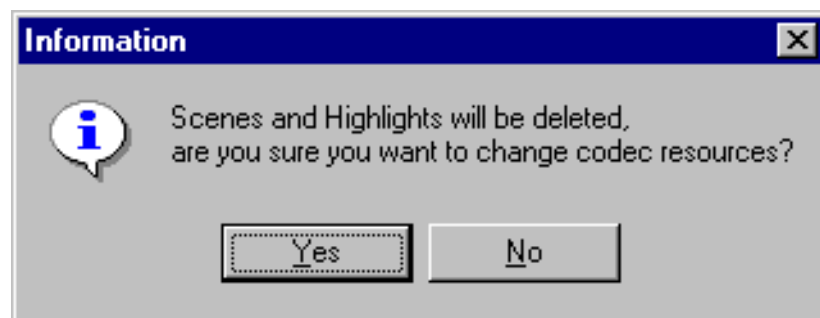 Information
Scenes and Highlights will be deleted,
are you sure you want to change codec resources?
Yes No